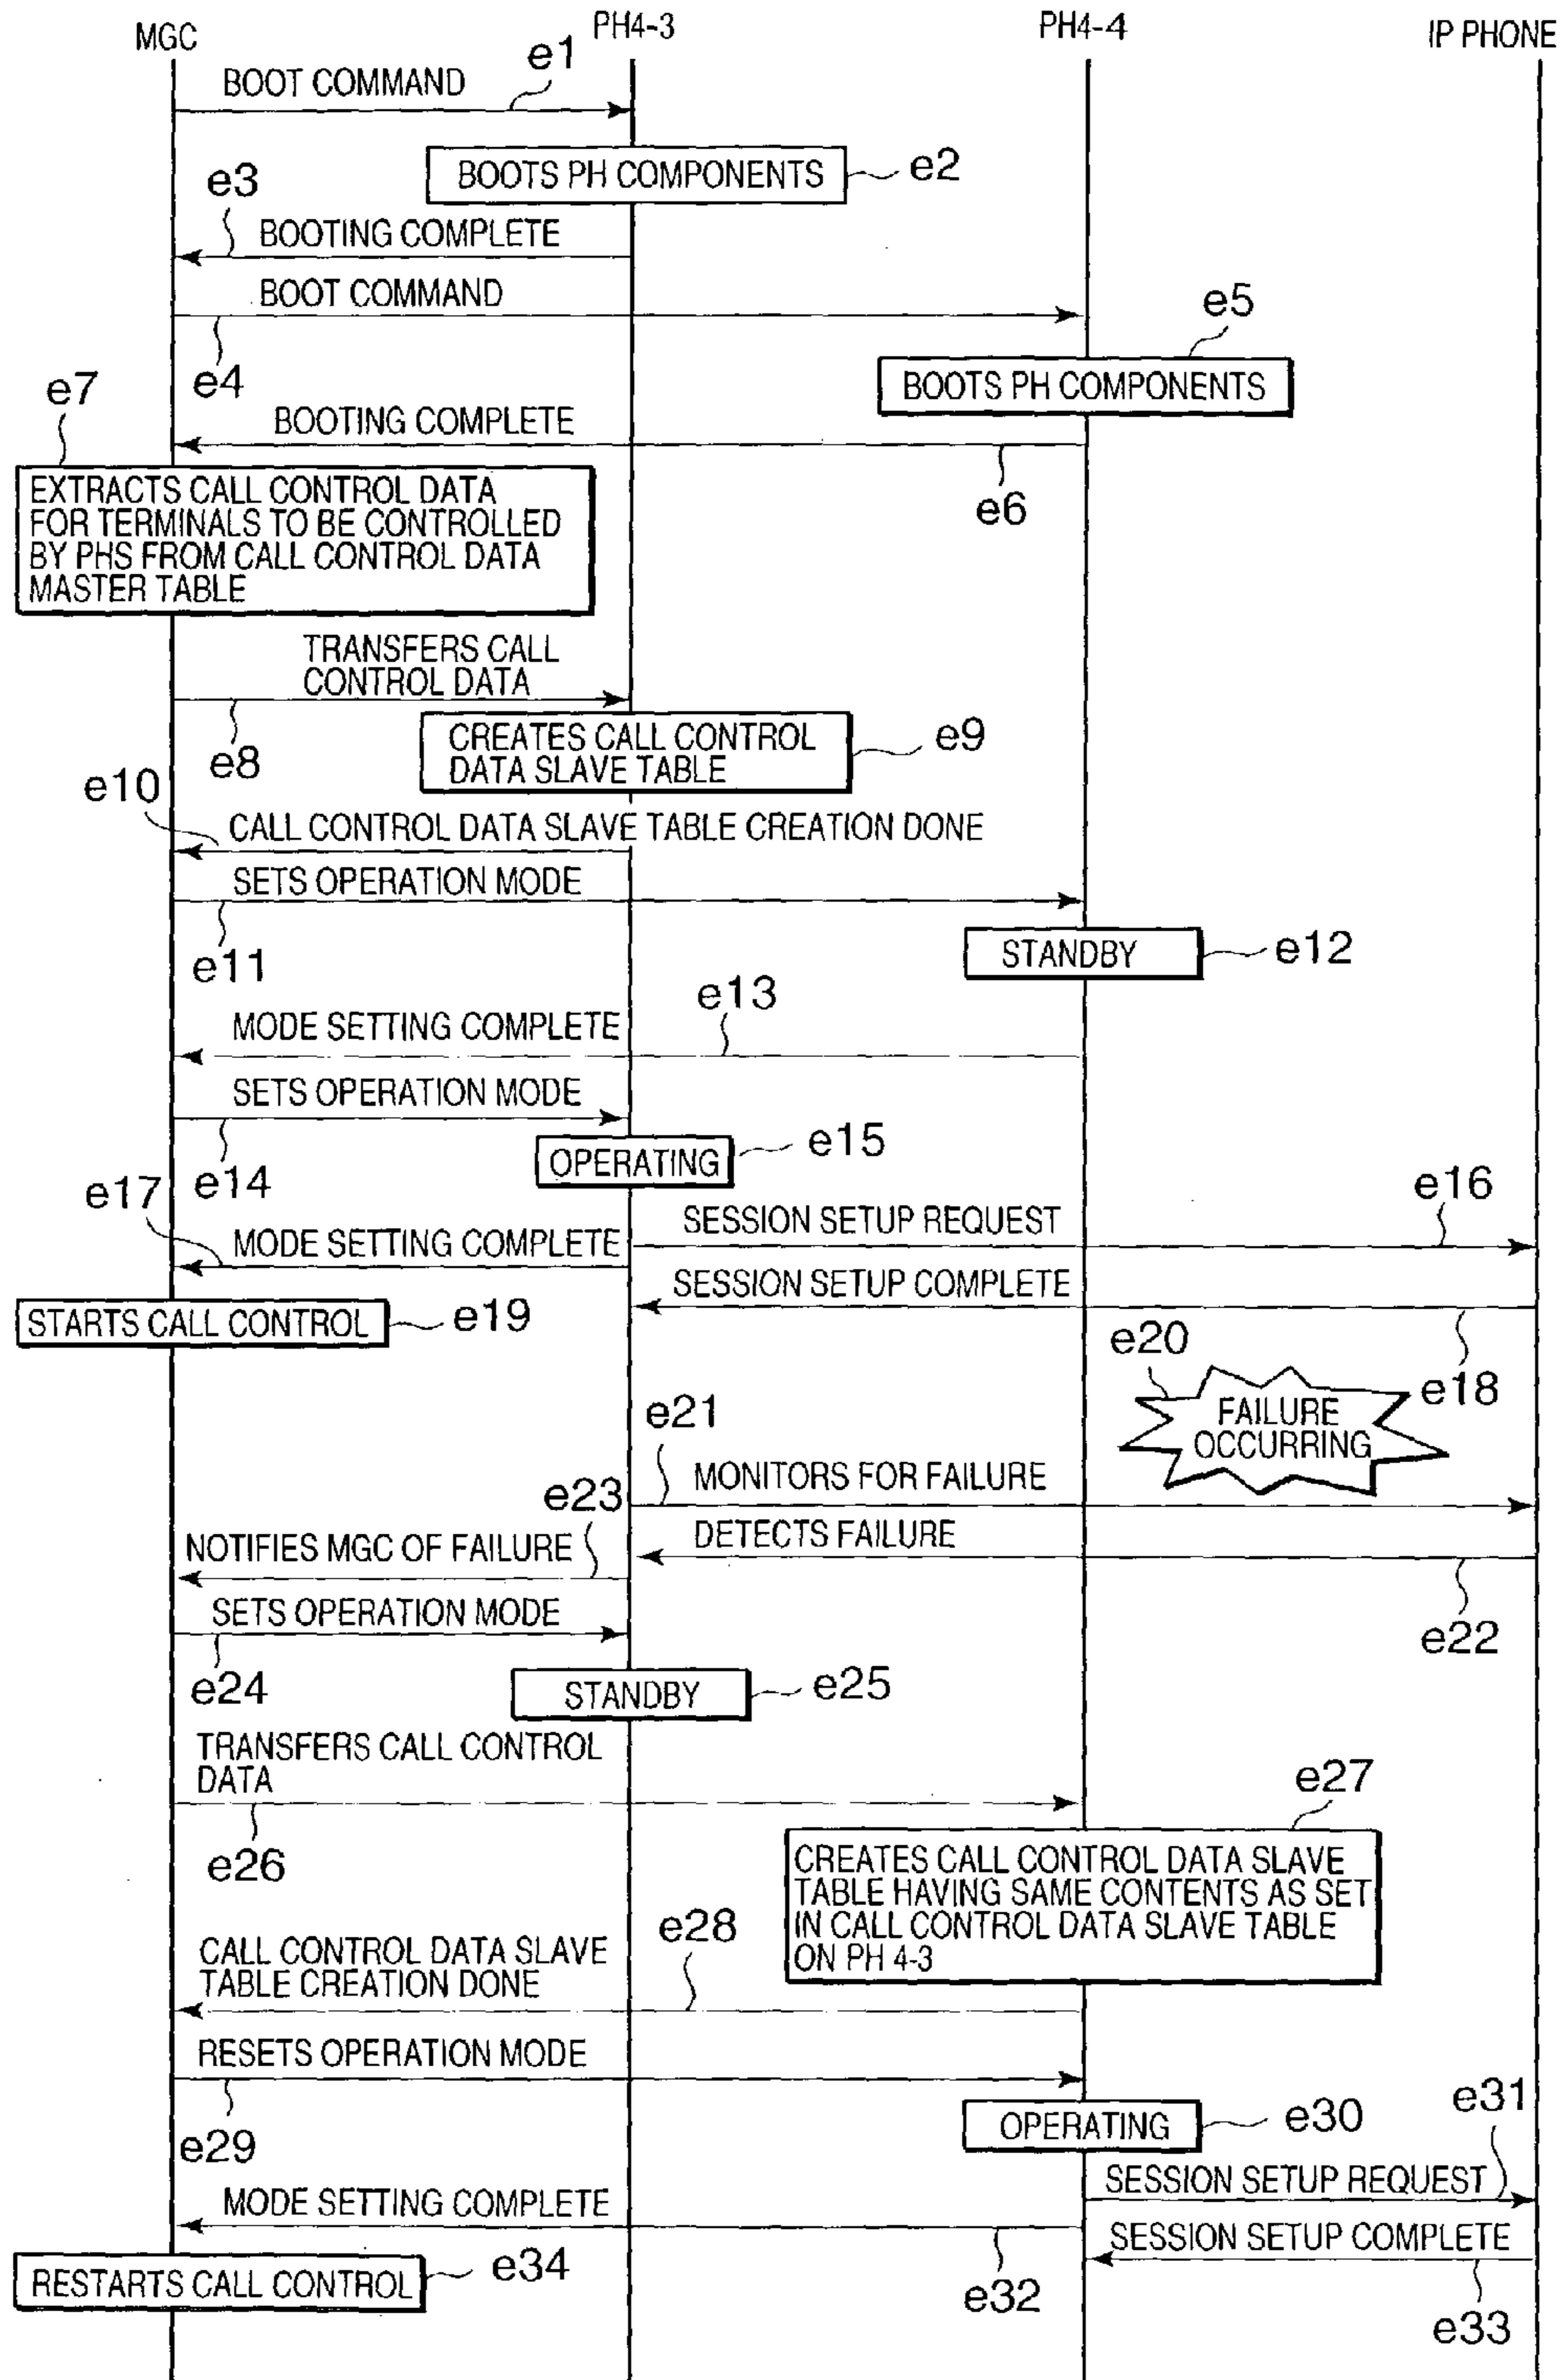 MGC
PH4-3
PH4-4
IP PHONE
BOOT COMMAND
e1
BOOTS PH COMPONENTS
e2
e3
BOOTING COMPLETE
BOOT COMMAND
e4
e5
BOOTS PH COMPONENTS
e7
BOOTING COMPLETE
e6
EXTRACTS CALL CONTROL DATA
FOR TERMINALS TO BE CONTROLLED
BY PHS FROM CALL CONTROL DATA
MASTER TABLE
TRANSFERS CALL
CONTROL DATA
e8
CREATES CALL CONTROL
DATA SLAVE TABLE
e9
e10
CALL CONTROL DATA SLAVE TABLE CREATION DONE
SETS OPERATION MODE
e11
STANDBY
e12
e13
MODE SETTING COMPLETE
SETS OPERATION MODE
e14
OPERATING
e15
e16
e17
SESSION SETUP REQUEST
MODE SETTING COMPLETE
SESSION SETUP COMPLETE
STARTS CALL CONTROL
e19
e18
e20
FAILURE
OCCURRING
e21
MONITORS FOR FAILURE
e23
DETECTS FAILURE
NOTIFIES MGC OF FAILURE
e22
SETS OPERATION MODE
e24
STANDBY
e25
TRANSFERS CALL CONTROL
DATA
e26
e27
CREATES CALL CONTROL DATA SLAVE
TABLE HAVING SAME CONTENTS AS SET
IN CALL CONTROL DATA SLAVE TABLE
ON PH 4-3
e28
CALL CONTROL DATA SLAVE
TABLE CREATION DONE
RESETS OPERATION MODE
e29
OPERATING
e30
e31
SESSION SETUP REQUEST
MODE SETTING COMPLETE
e32
SESSION SETUP COMPLETE
e33
RESTARTS CALL CONTROL
e34